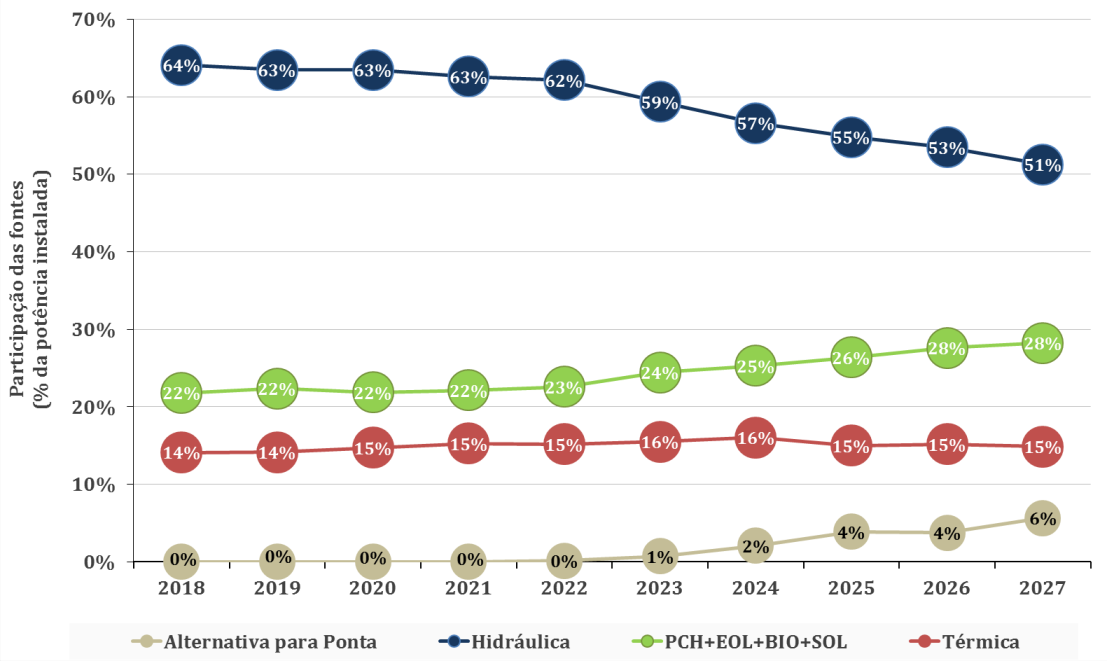 Participação das fontes
(% da potência instalada)
70%
60%
50%
40%
30%
20%
10%
0%
64% 63% 63% 63% 62% 59% 57% 55% 53% 51%
22% 22% 22% 22% 23% 24% 25% 26% 28% 28%
14% 14% 15% 15% 15% 16% 16% 15% 15% 15%
0% 0% 0% 0% 0% 1% 2% 4% 4% 6%
2018 2019 2020 2021 2022 2023 2024 2025 2026 2027
Alternativa para Ponta Hidráulica PCH+EOL+BIO+SOL Térmica